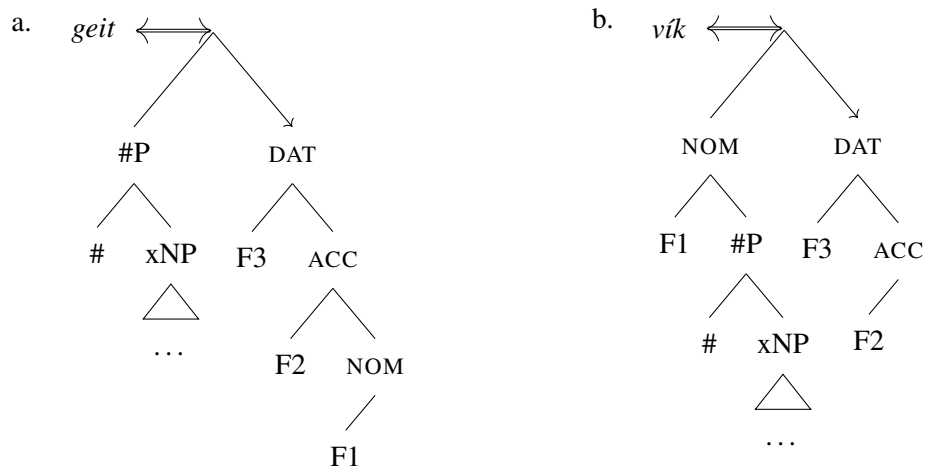 a. geit b. vík
#P DAT NOM DAT
# xNP F3 ACC F1 #P F3 ACC
... F2 NOM # xNP F2
F1 ...